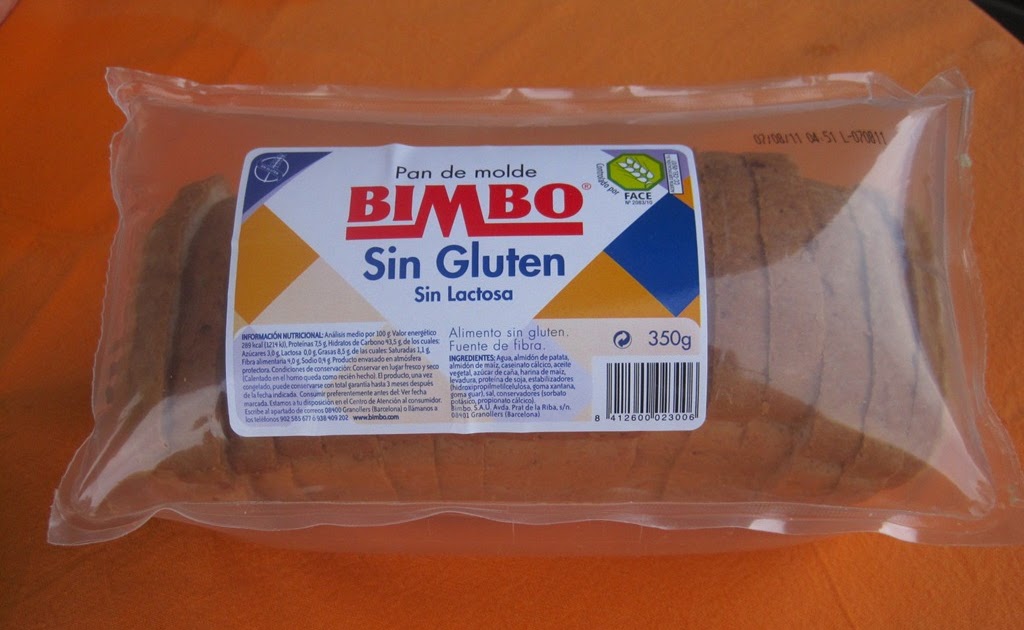 07/08/11 04-51 L-070811
Pan de molde
BIMBO®
Sin Gluten
Sin Lactosa
Controlado por
FACE
Nº 2083/10
INFORMACIÓN NUTRICIONAL: Análisis medio por 100 g: Valor energético
289 kcal (1214 kJ), Proteínas 7,5 g, Hidratos de Carbono 43,5 g, de los cuales:
Azúcares 3,0 g, Lactosa 0,0 g, Grasas 8,5 g, de las cuales: Saturadas 1,1 g,
Fibra alimentaria 4,0 g, Sodio 0,4 g. Producto envasado en atmósfera
protectora. Condiciones de conservación: Conservar en lugar fresco y seco
(Calentado en el horno queda como recién hecho). El producto, una vez
congelado, puede conservarse con total garantía hasta 3 meses después
de la fecha indicada. Consumir preferentemente antes del: Ver fecha
marcada. Estamos a tu disposición en el Centro de Atención al consumidor.
Escribe al apartado de correos 08400 Granollers (Barcelona) o llámanos a
los teléfonos 902 585 677 ó 938 409 202 www.bimbo.com
Alimento sin gluten.
Fuente de fibra.
INGREDIENTES: Agua, almidón de patata,
almidón de maíz, caseinato cálcico, aceite
vegetal, azúcar de caña, harina de maíz,
levadura, proteína de soja, estabilizadores
(hidroxipropilmetilcelulosa, goma xantana,
goma guar), sal, conservadores (sorbato
potásico, propionato cálcico).
Bimbo, S.A.U. Avda. Prat de la Riba, s/n.
08401 Granollers (Barcelona)
350g
8 412600 023006